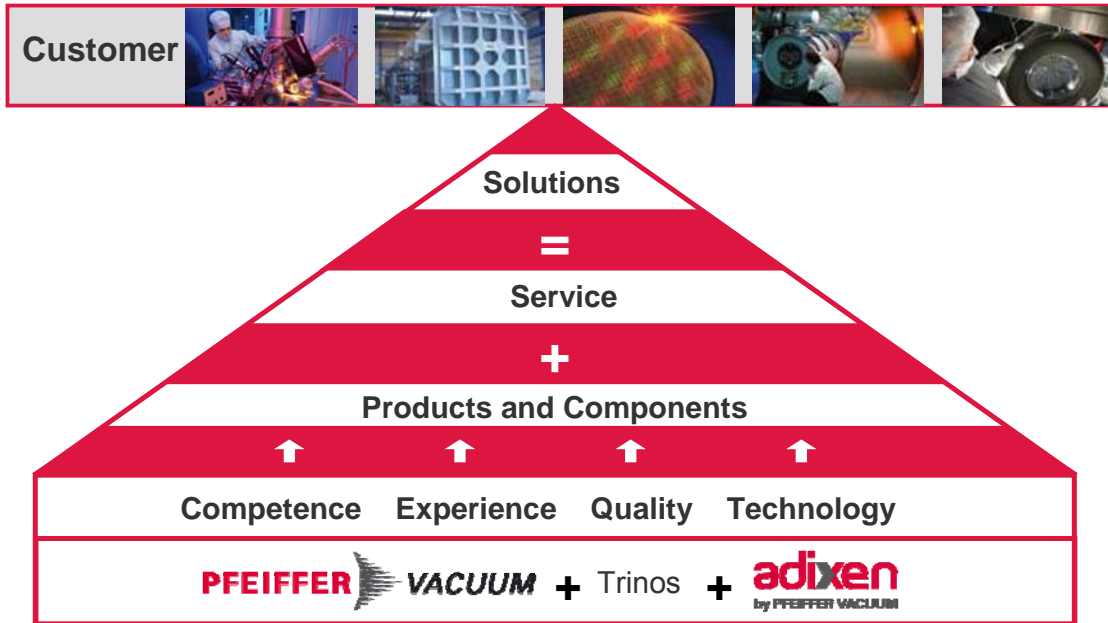 Customer
Solutions
=
Service
+
Products and Components
Competence Experience Quality Technology
PFEIFFER VACUUM + Trinos + adixen
by PFEIFFER VACUUM